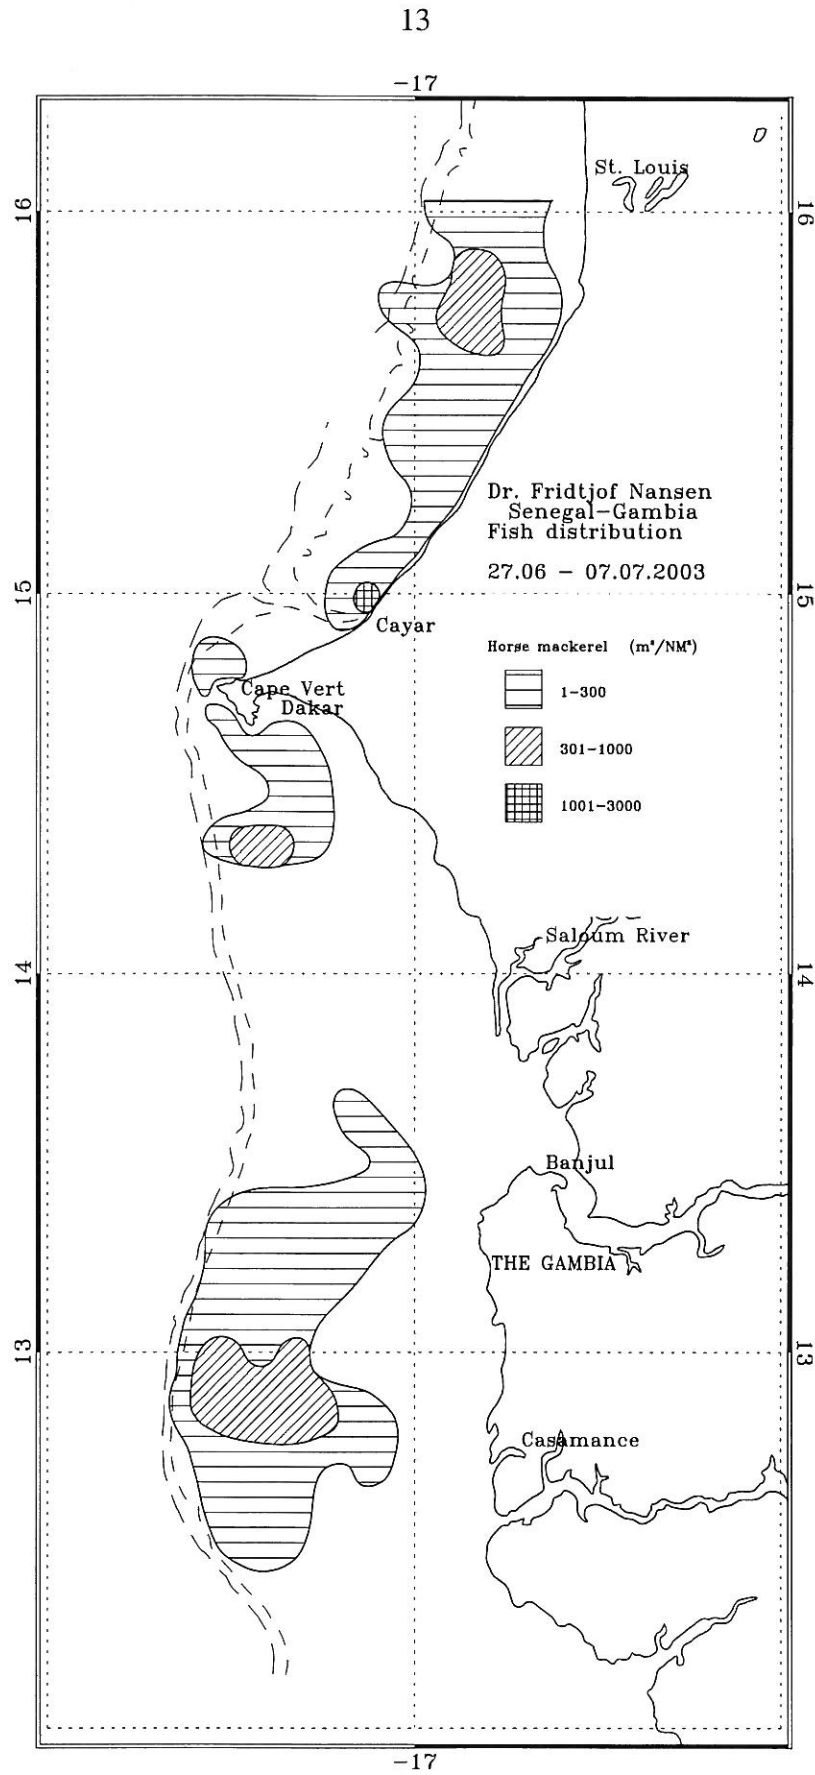 13
-17
St. Louis
16
16
Dr. Fridtjof Nansen
Senegal-Gambia
Fish distribution
27.06 - 07.07.2003
15
15
Cayar
Horse mackerel (m²/NM²)
Cape Vert
1-300
Dakar
301-1000
1001-3000
Saloum River
14
14
Banjul
THE GAMBIA
13
13
Casamance
-17